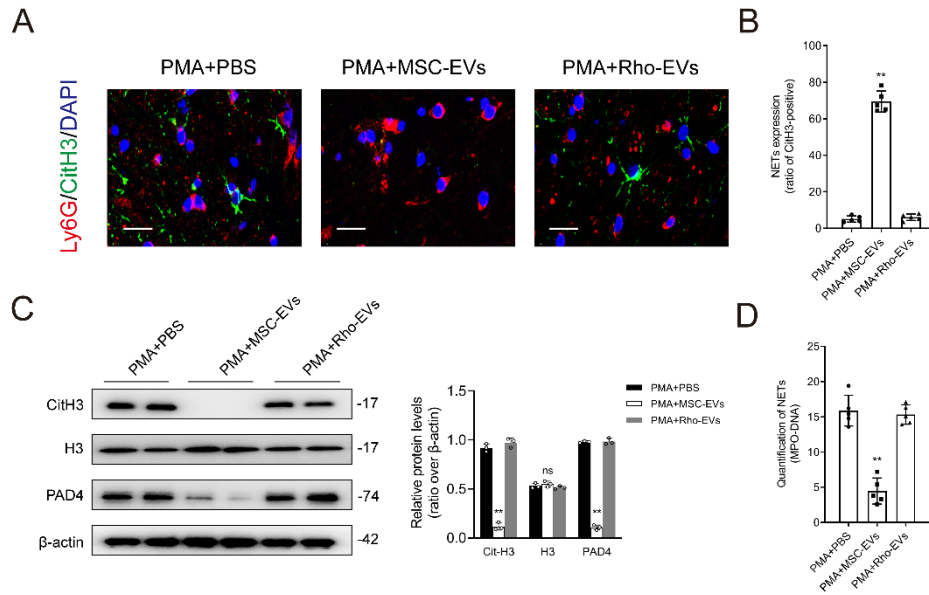 A
PMA+PBS
PMA+MSC-EVs
PMA+Rho-EVs
Ly6G/CitH3/DAPI
B
NETs expression
(ratio of CitH3-positive)
100
80
60
40
20
0
**
PMA+PBS
PMA+MSC-EVs
PMA+Rho-EVs
C
PMA+PBS
PMA+MSC-EVs
PMA+Rho-EVs
CitH3
-17
H3
-17
PAD4
-74
β-actin
-42
Relative protein levels
(ratio over β-actin)
1.5
1.0
0.5
0.0
PMA+PBS
PMA+MSC-EVs
PMA+Rho-EVs
**
ns
**
Cit-H3
H3
PAD4
D
Quantification of NETs
(MPO-DNA)
25
20
15
10
5
0
**
PMA+PBS
PMA+MSC-EVs
PMA+Rho-EVs